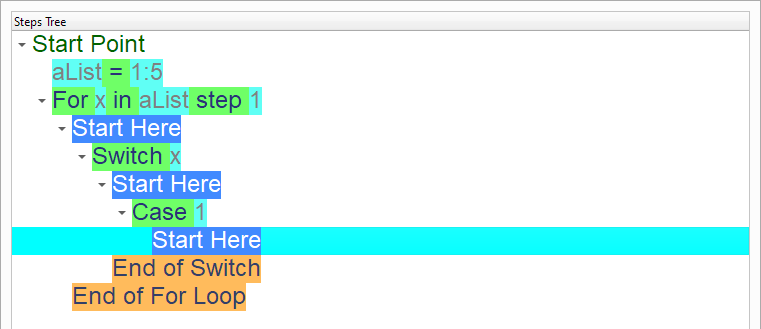 Steps Tree
Start Point
aList = 1:5
For x in aList step 1
Start Here
Switch x
Start Here
Case 1
Start Here
End of Switch
End of For Loop